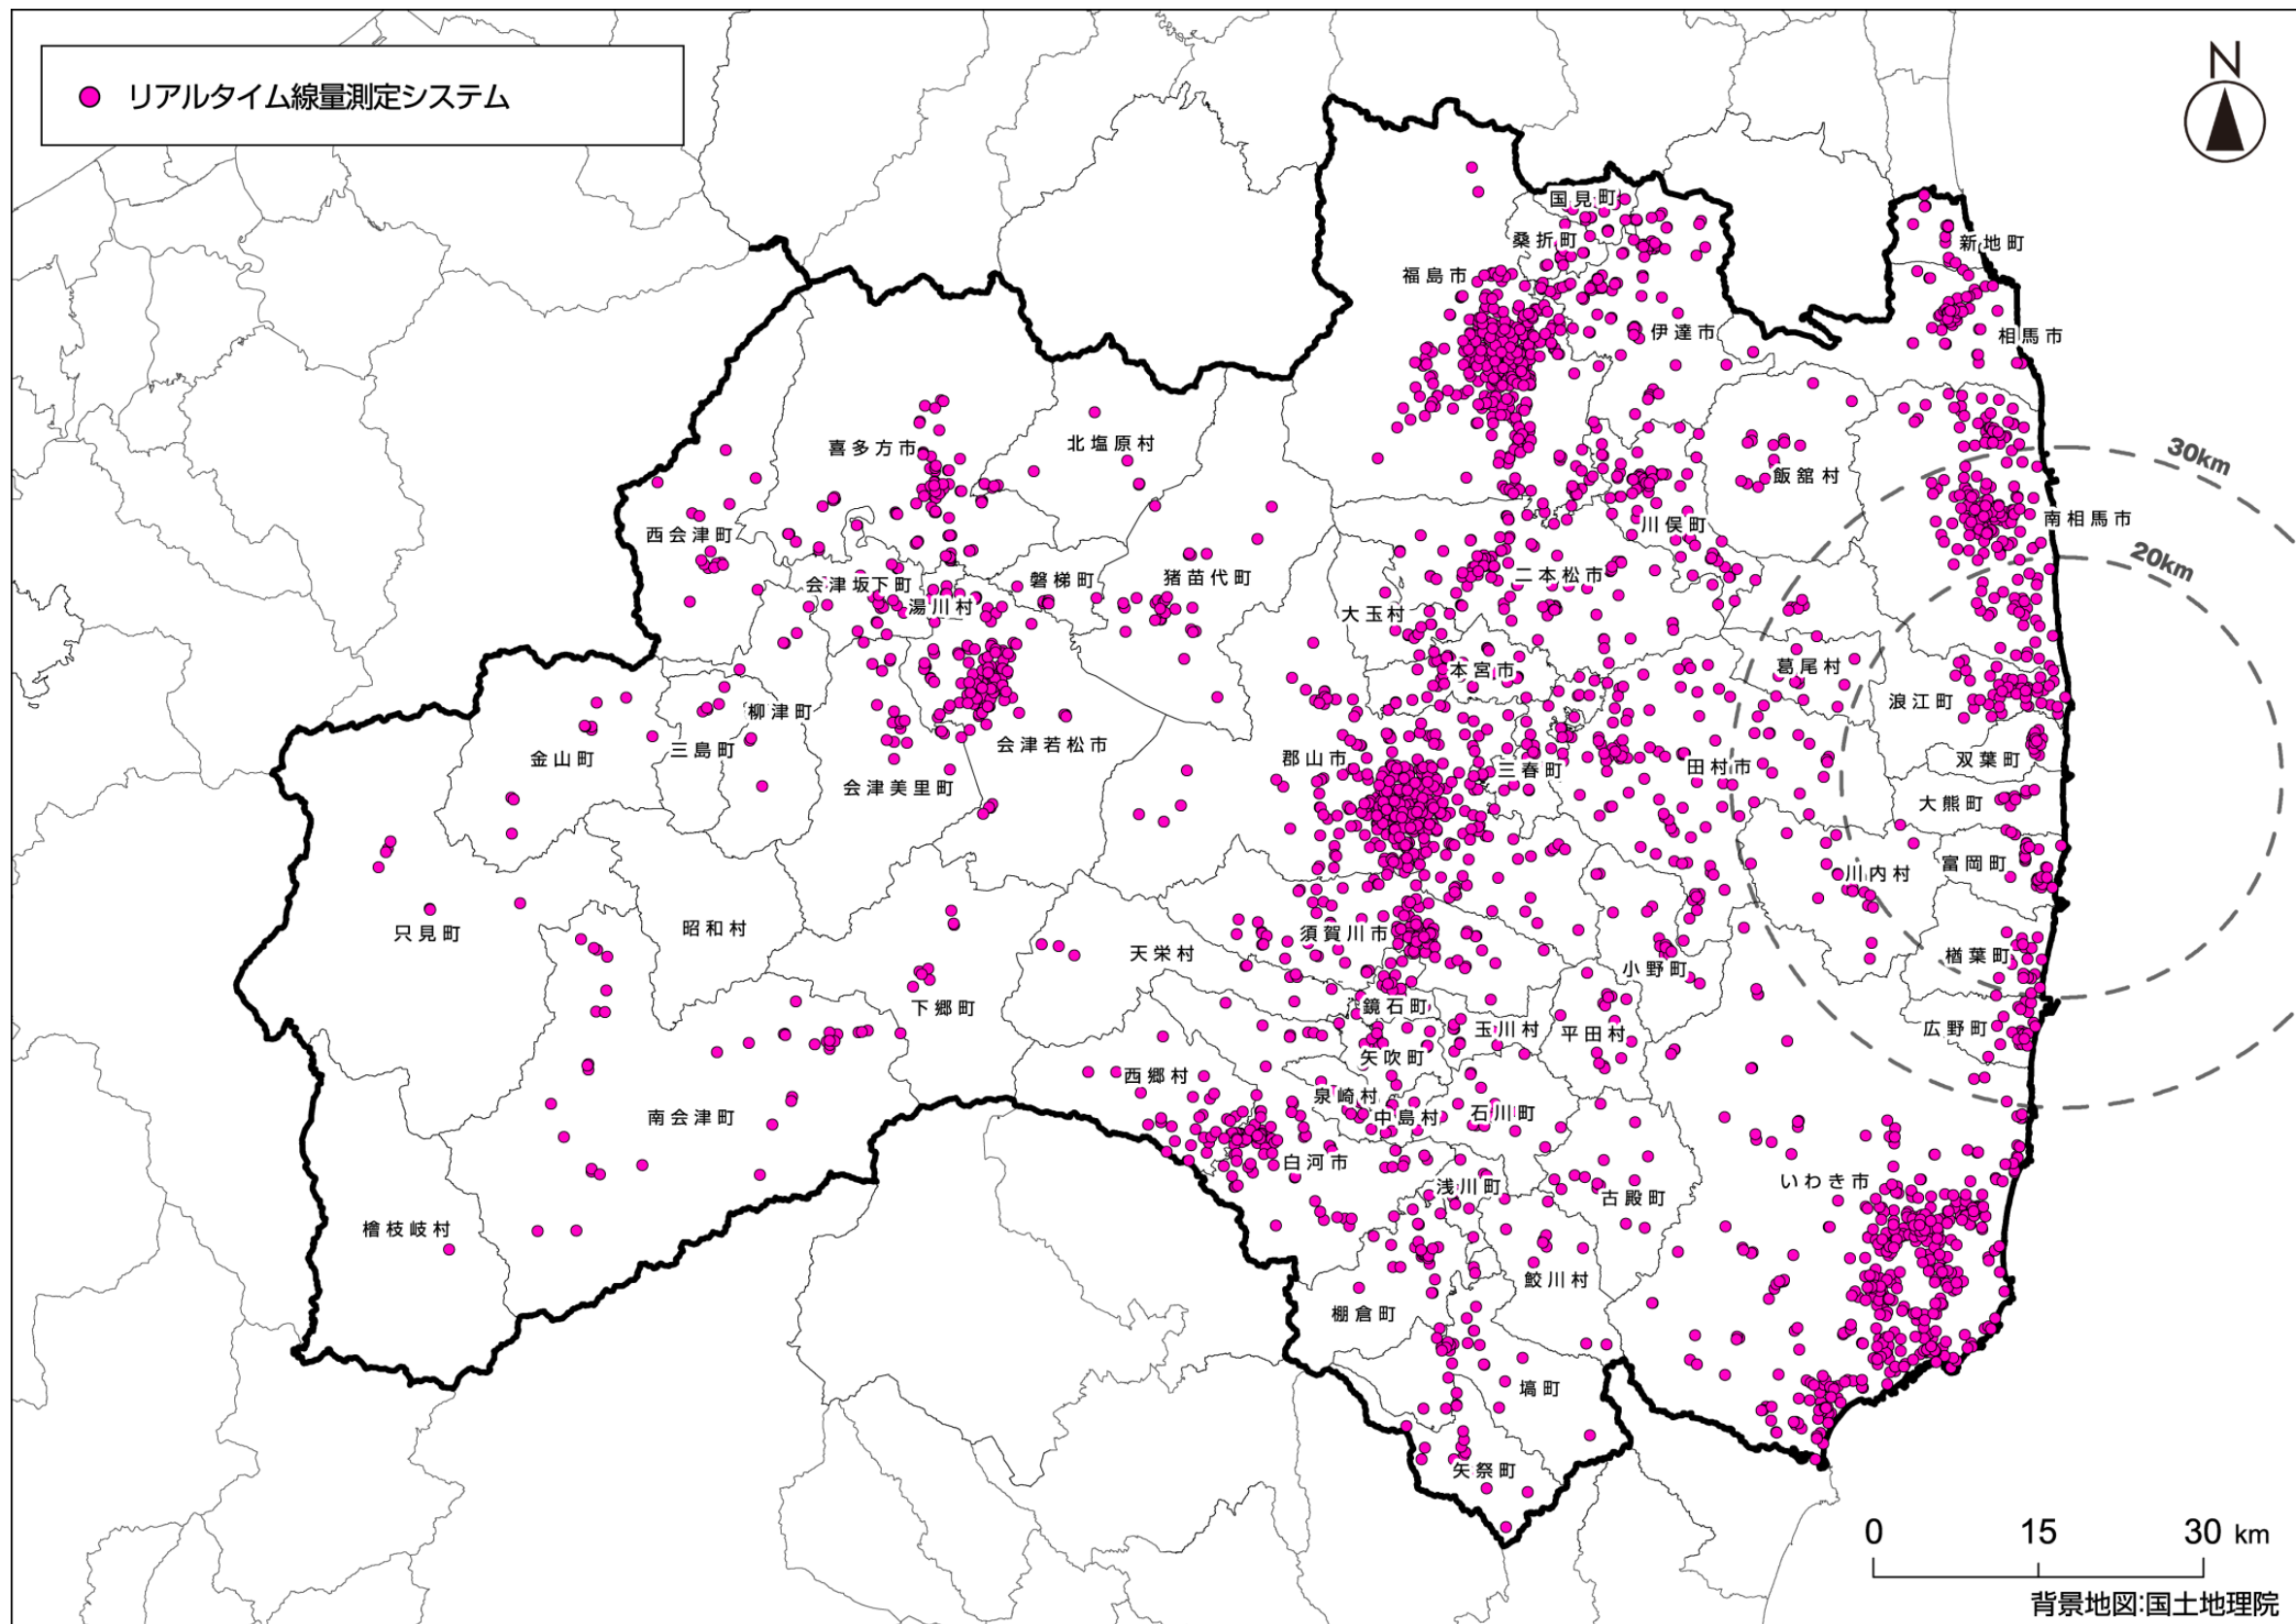 リアルタイム線量測定システム
N
国見町
桑折町
新地町
福島市
伊達市
相馬市
喜多方市
北塩原村
30km
飯舘村
西会津町
川俣町
南相馬市
20km
会津坂下町
磐梯町
猪苗代町
二本松市
湯川村
大玉村
本宮市
葛尾村
柳津町
浪江町
三島町
会津若松市
金山町
郡山市
三春町
田村市
双葉町
会津美里町
大熊町
富岡町
川内村
只見町
昭和村
須賀川市
天栄村
楢葉町
小野町
下郷町
鏡石町
玉川村
平田村
広野町
矢吹町
西郷村
泉崎村
南会津町
中島村
石川町
白河市
浅川町
いわき市
古殿町
檜枝岐村
鮫川村
棚倉町
塙町
矢祭町
0 15 30 km
背景地図:国土地理院